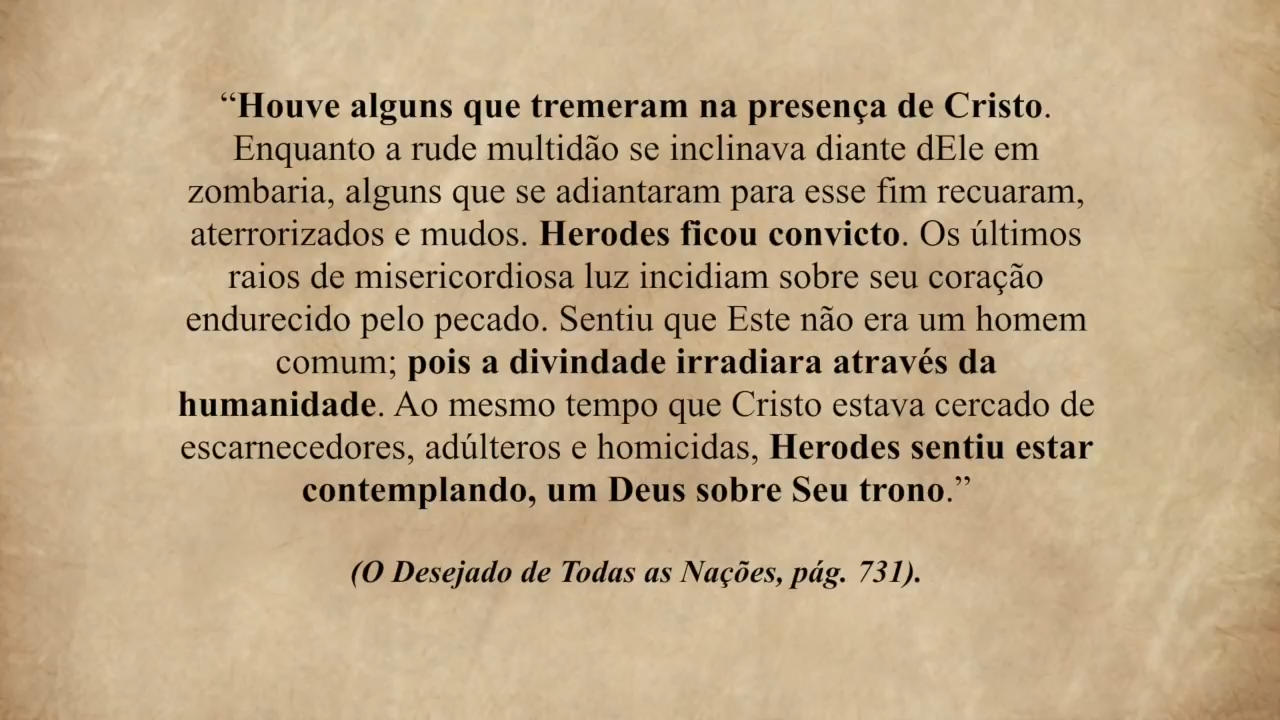 “Houve alguns que tremeram na presença de Cristo.
Enquanto a rude multidão se inclinava diante dEle em
zombaria, alguns que se adiantaram para esse fim recuaram,
aterrorizados e mudos. Herodes ficou convicto. Os últimos
raios de misericordiosa luz incidiam sobre seu coração
endurecido pelo pecado. Sentiu que Este não era um homem
comum; pois a divindade irradiara através da
humanidade. Ao mesmo tempo que Cristo estava cercado de
escarnecedores, adúlteros e homicidas, Herodes sentiu estar
contemplando, um Deus sobre Seu trono.”
(O Desejado de Todas as Nações, pág. 731).